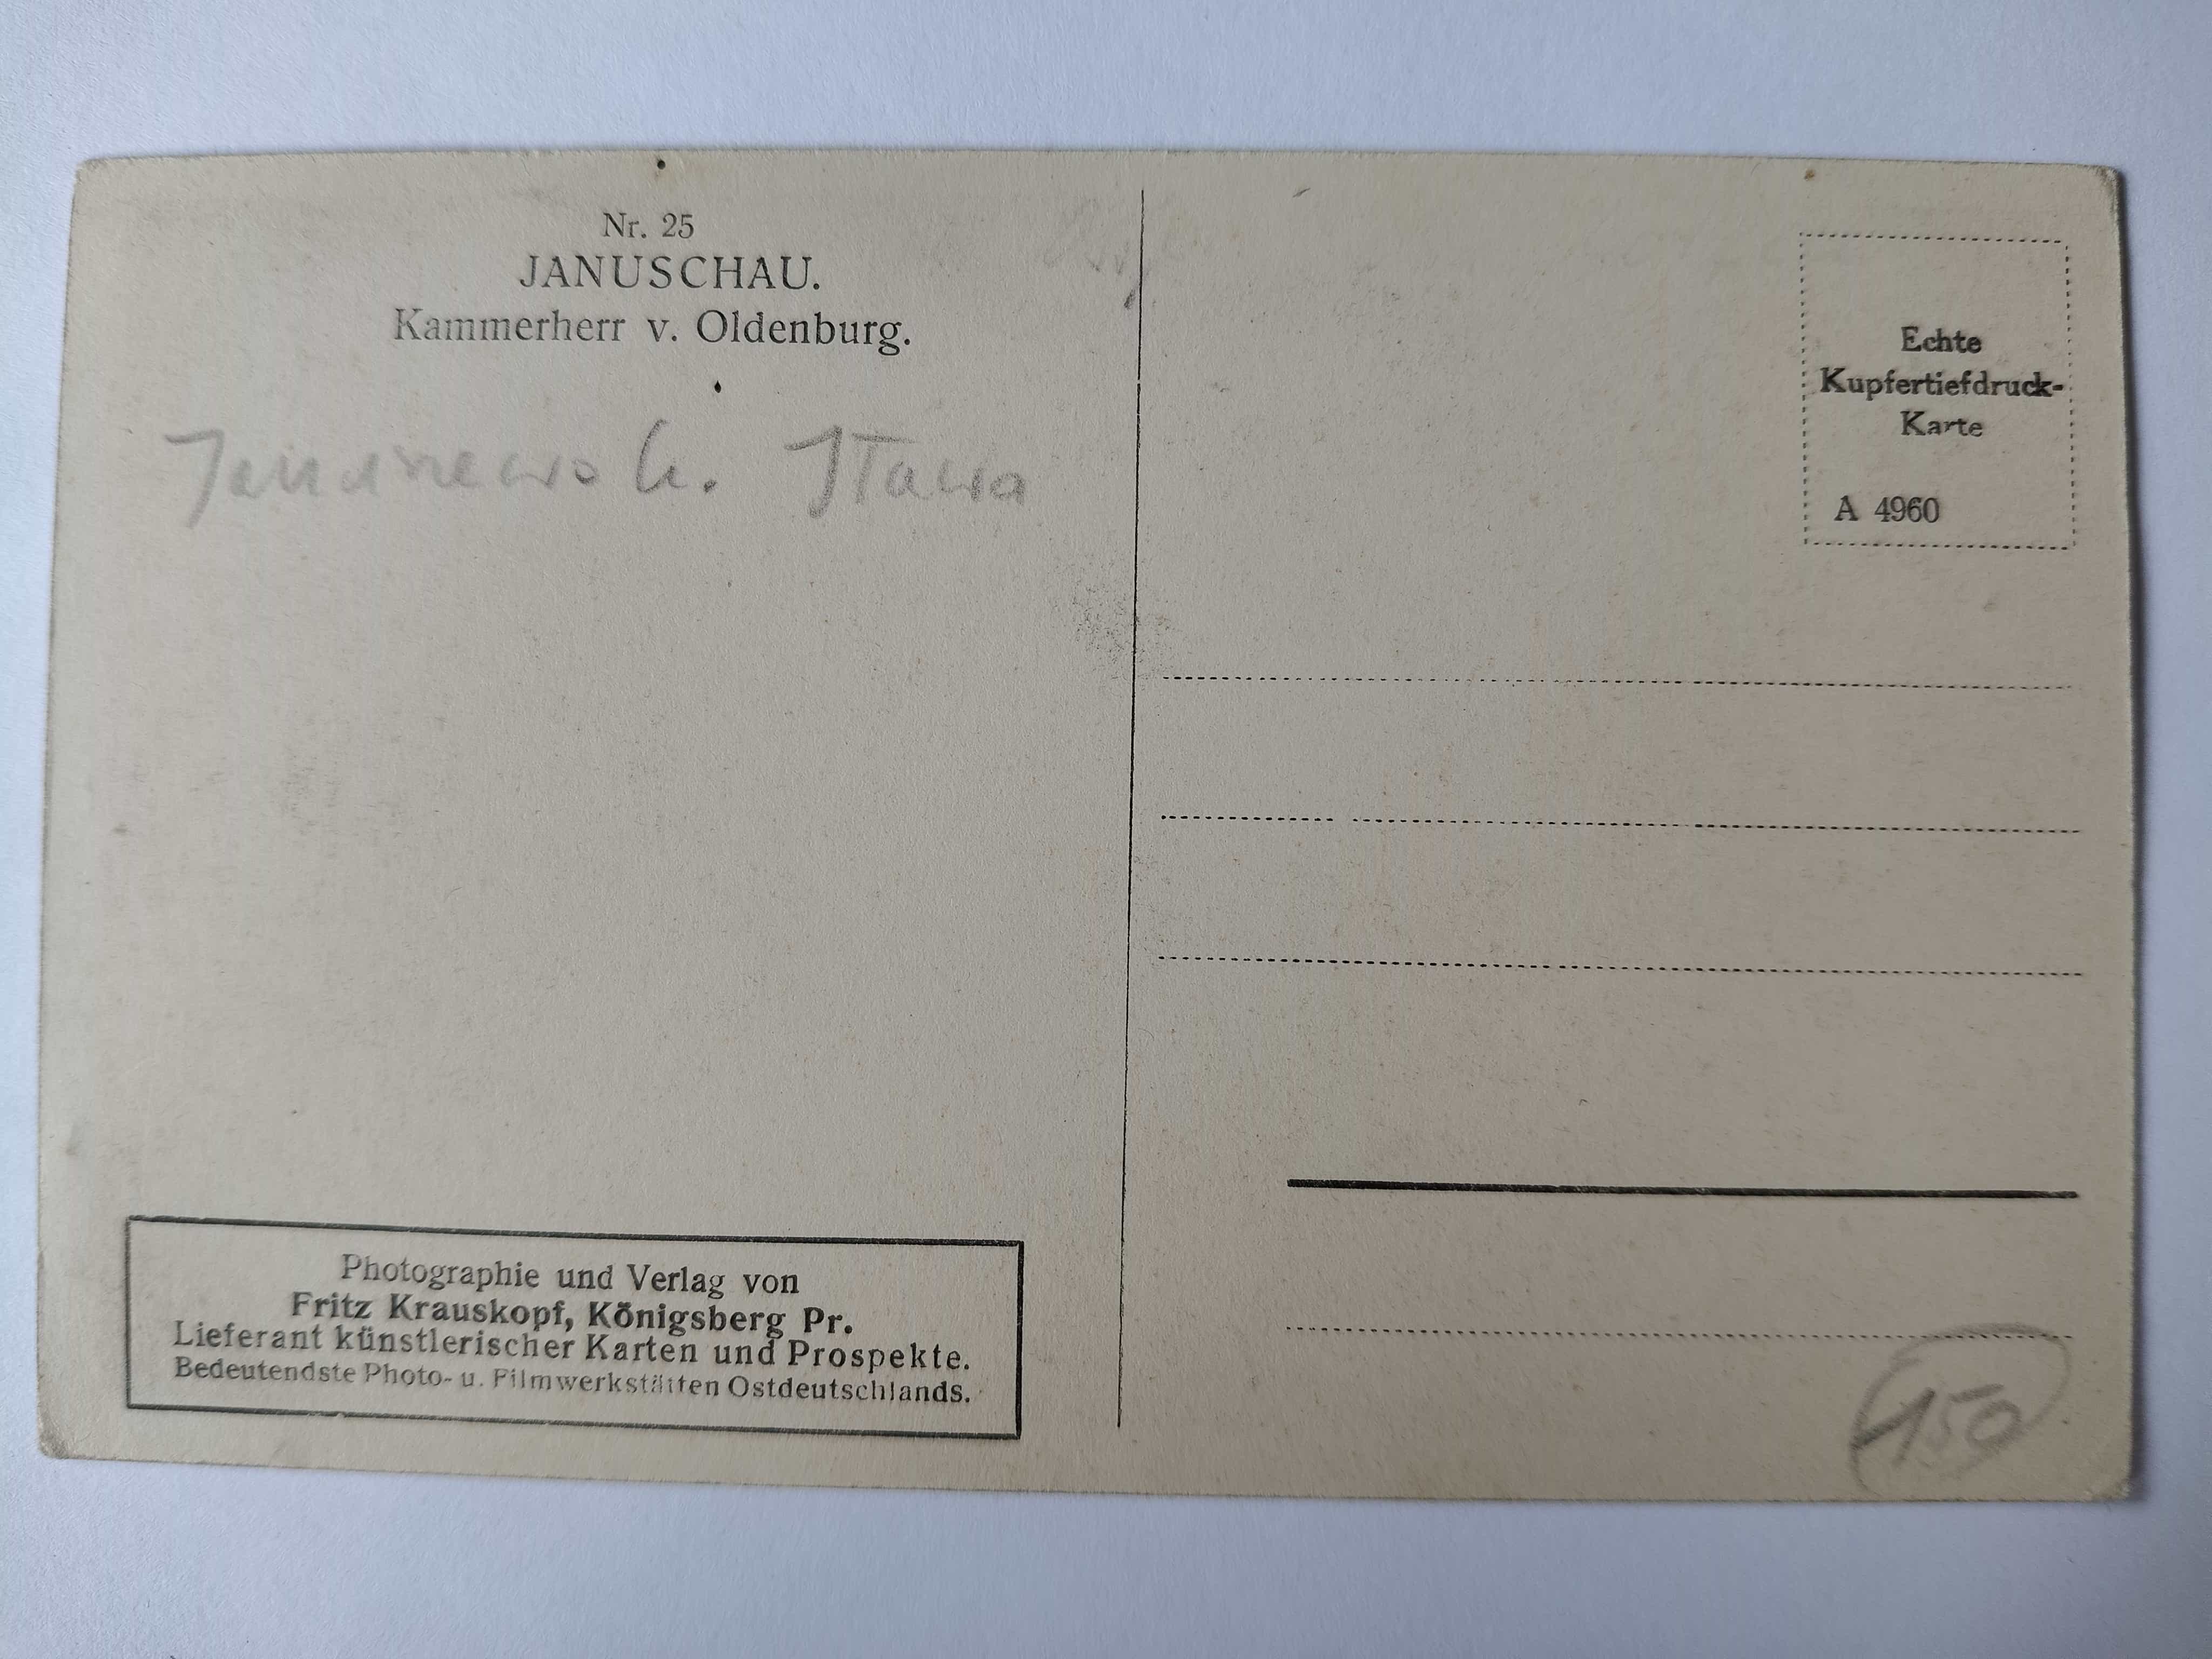 Nr. 25
JANUSCHAU.
Kammerherr v. Oldenburg.
k. Iława
Echte
Kupfertiefdruck-
Karte
A 4960
Photographie und Verlag von
Fritz Krauskopf, Königsberg Pr.
Lieferant künstlerischer Karten und Prospekte.
Bedeutendste Photo- u. Filmwerkstätten Ostdeutschlands.
150